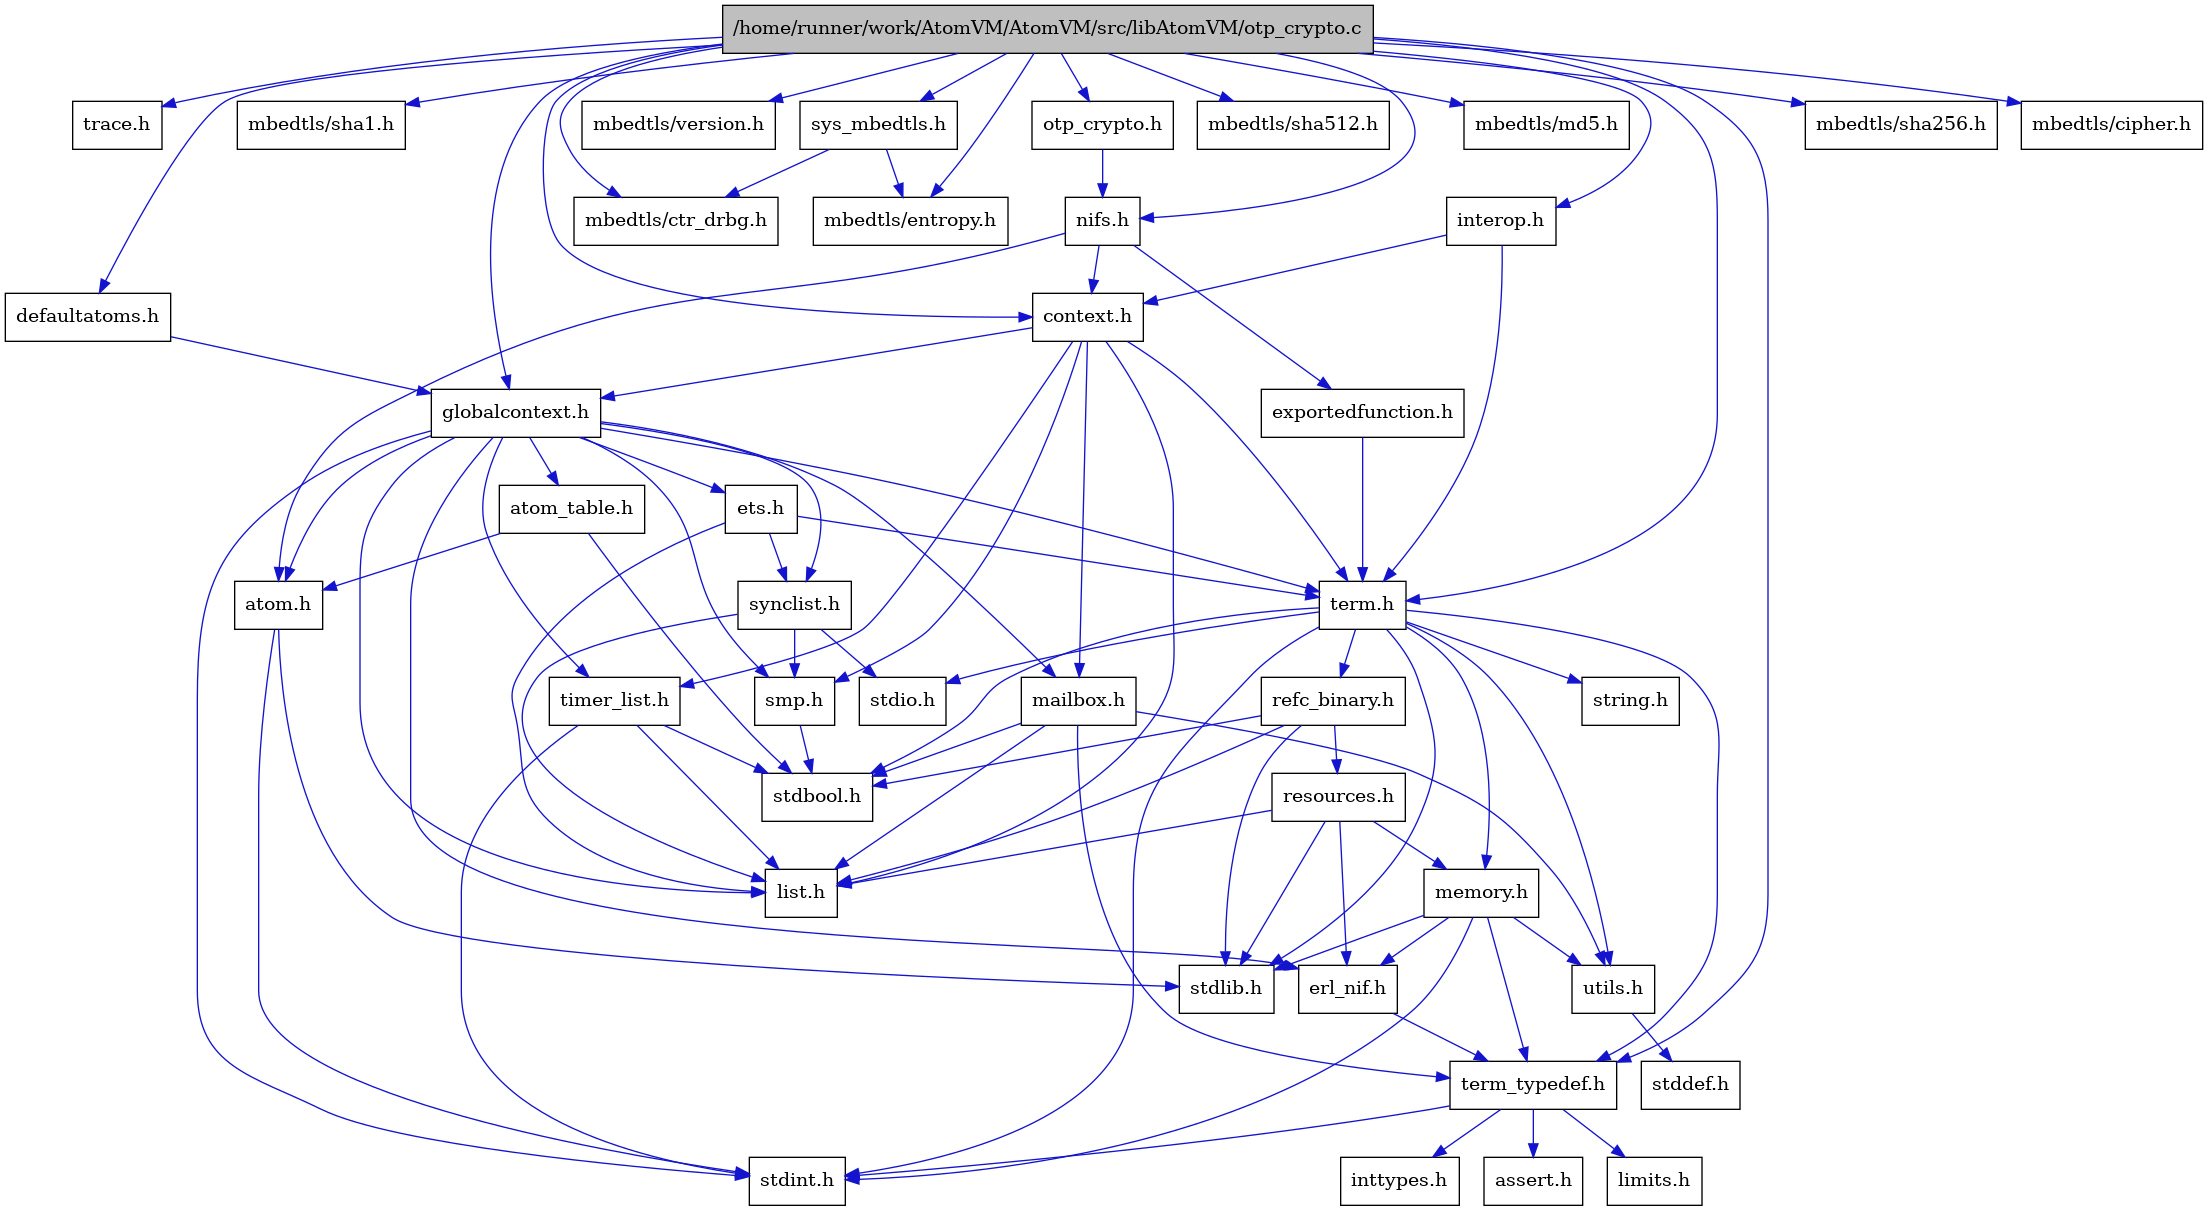 /home/runner/work/AtomVM/AtomVM/src/libAtomVM/otp_crypto.c
trace.h
mbedtls/sha1.h
mbedtls/version.h
sys_mbedtls.h
otp_crypto.h
mbedtls/sha512.h
mbedtls/md5.h
mbedtls/sha256.h
mbedtls/cipher.h
mbedtls/ctr_drbg.h
mbedtls/entropy.h
nifs.h
interop.h
defaultatoms.h
context.h
globalcontext.h
exportedfunction.h
atom_table.h
ets.h
atom.h
synclist.h
term.h
timer_list.h
smp.h
stdio.h
mailbox.h
refc_binary.h
string.h
stdbool.h
resources.h
list.h
memory.h
stdlib.h
erl_nif.h
utils.h
term_typedef.h
stddef.h
stdint.h
inttypes.h
assert.h
limits.h